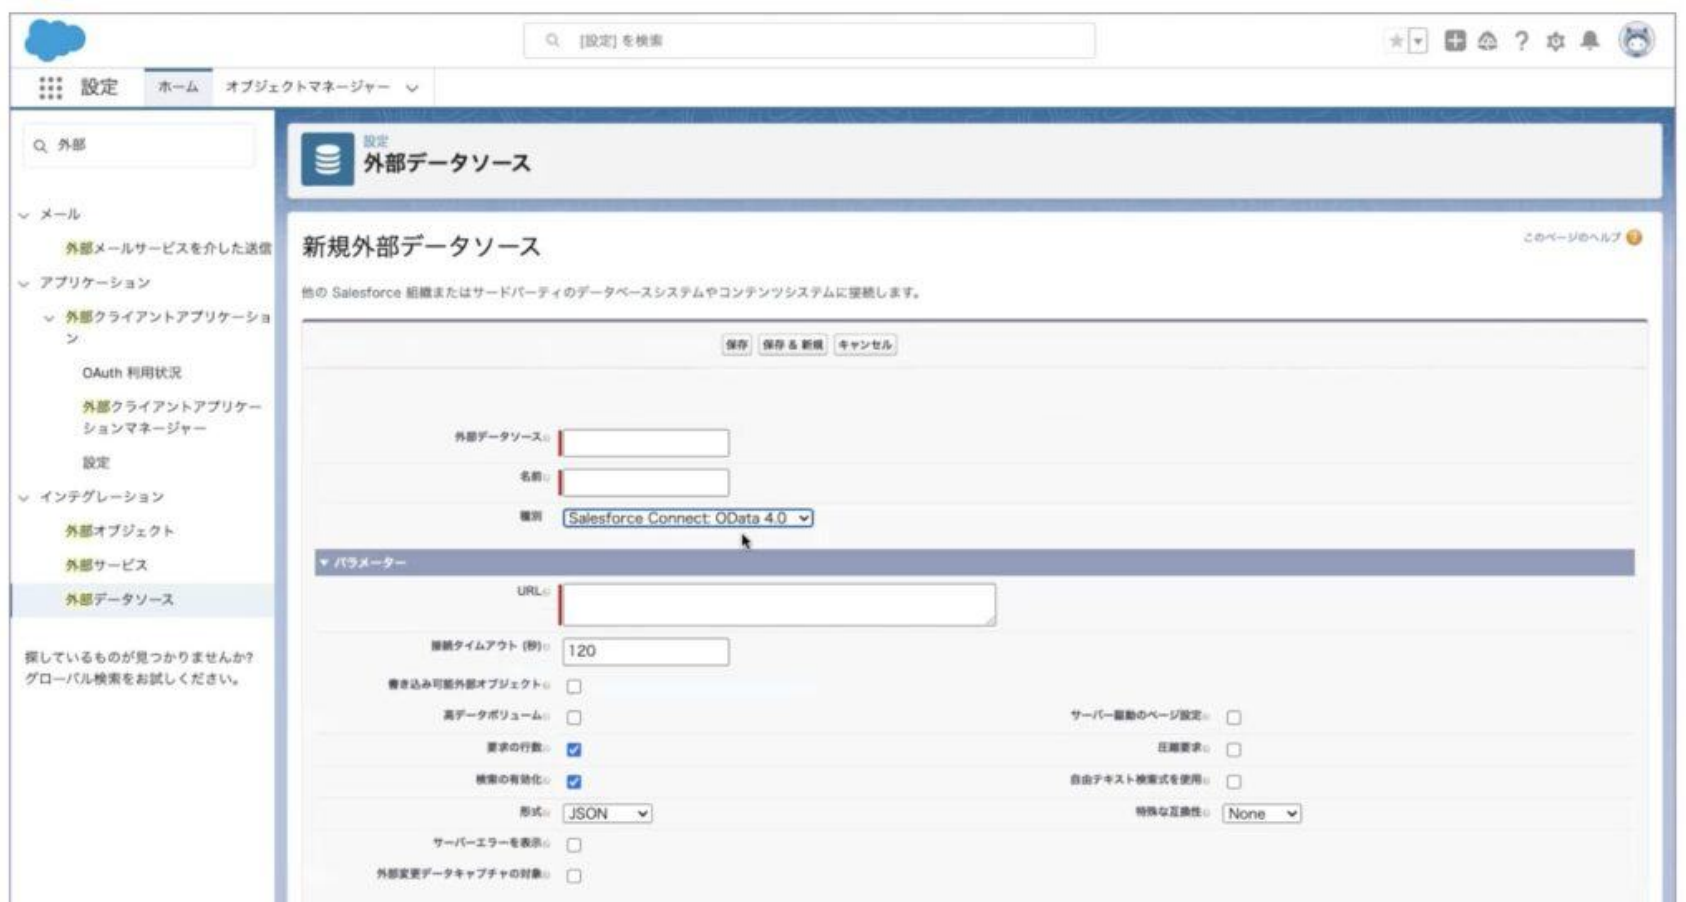 [設定] を検索
設定
ホーム
オブジェクトマネージャー
外部
メール
外部メールサービスを介した送信
アプリケーション
外部クライアントアプリケーショ
ン
OAuth 利用状況
外部クライアントアプリケー
ションマネージャー
設定
インテグレーション
外部オブジェクト
外部サービス
外部データソース
探しているものが見つかりませんか?
グローバル検索をお試しください。
設定
外部データソース
新規外部データソース
このページのヘルプ
他の Salesforce 組織またはサードパーティのデータベースシステムやコンテンツシステムに接続します。
保存 保存 & 新規 キャンセル
外部データソース
名前
種別 Salesforce Connect: OData 4.0
パラメーター
URL
接続タイムアウト (秒) 120
書き込み可能外部オブジェクト
高データボリューム サーバー駆動のページ設定
要求の行数 圧縮要求
検索の有効化 自由テキスト検索式を使用
形式 JSON 特殊な互換性 None
サーバーエラーを表示
外部変更データキャプチャの対象